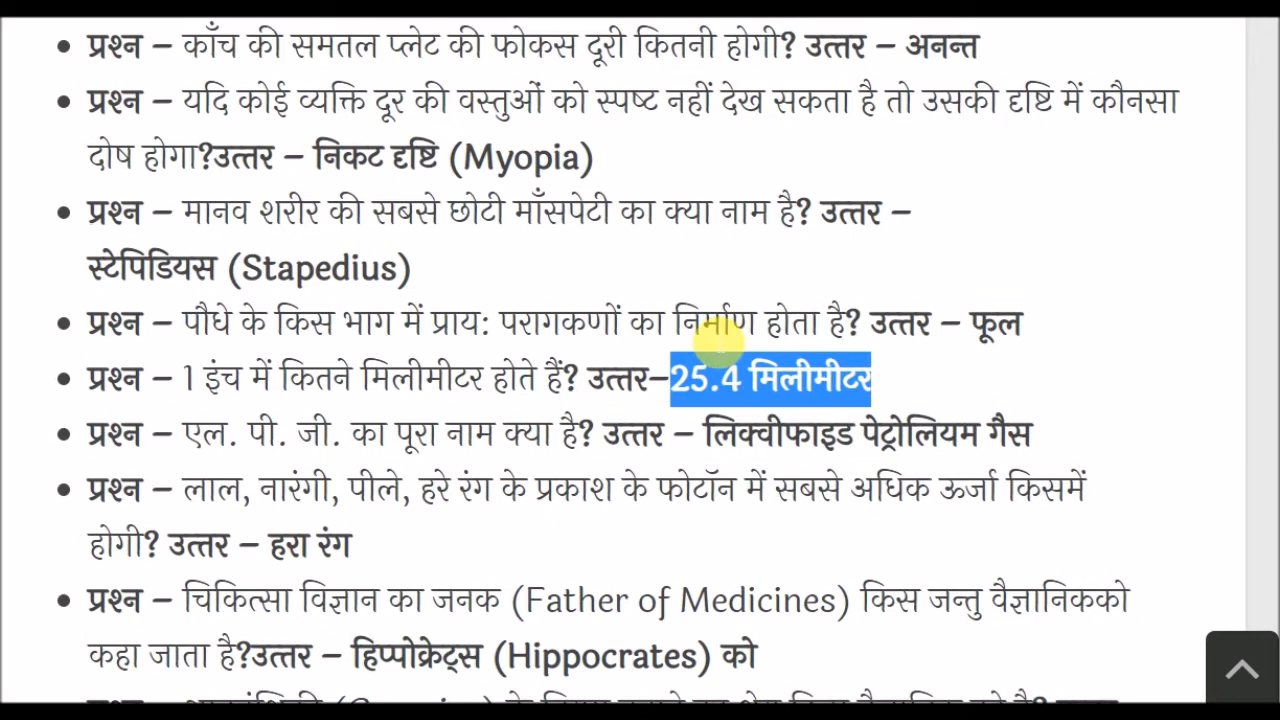 • प्रश्न – काँच की समतल प्लेट की फोकस दूरी कितनी होगी? उत्तर – अनन्त
• प्रश्न – यदि कोई व्यक्ति दूर की वस्तुओं को स्पष्ट नहीं देख सकता है तो उसकी दृष्टि में कौनसा
दोष होगा?उत्तर – निकट दृष्टि (Myopia)
• प्रश्न – मानव शरीर की सबसे छोटी माँसपेटी का क्या नाम है? उत्तर –
स्टेपिडियस (Stapedius)
• प्रश्न – पौधे के किस भाग में प्राय: परागकणों का निर्माण होता है? उत्तर – फूल
• प्रश्न – 1 इंच में कितने मिलीमीटर होते हैं? उत्तर–25.4 मिलीमीटर
• प्रश्न – एल. पी. जी. का पूरा नाम क्या है? उत्तर – लिक्वीफाइड पेट्रोलियम गैस
• प्रश्न – लाल, नारंगी, पीले, हरे रंग के प्रकाश के फोटॉन में सबसे अधिक ऊर्जा किसमें
होगी? उत्तर – हरा रंग
• प्रश्न – चिकित्सा विज्ञान का जनक (Father of Medicines) किस जन्तु वैज्ञानिकको
कहा जाता है?उत्तर – हिप्पोक्रेट्स (Hippocrates) को